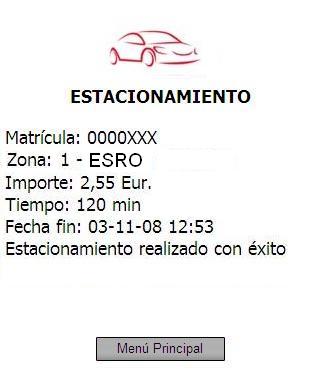 ESTACIONAMIENTO
Matrícula: 0000XXX
Zona: 1 - ESRO
Importe: 2,55 Eur.
Tiempo: 120 min
Fecha fin: 03-11-08 12:53
Estacionamiento realizado con éxito
Menú Principal